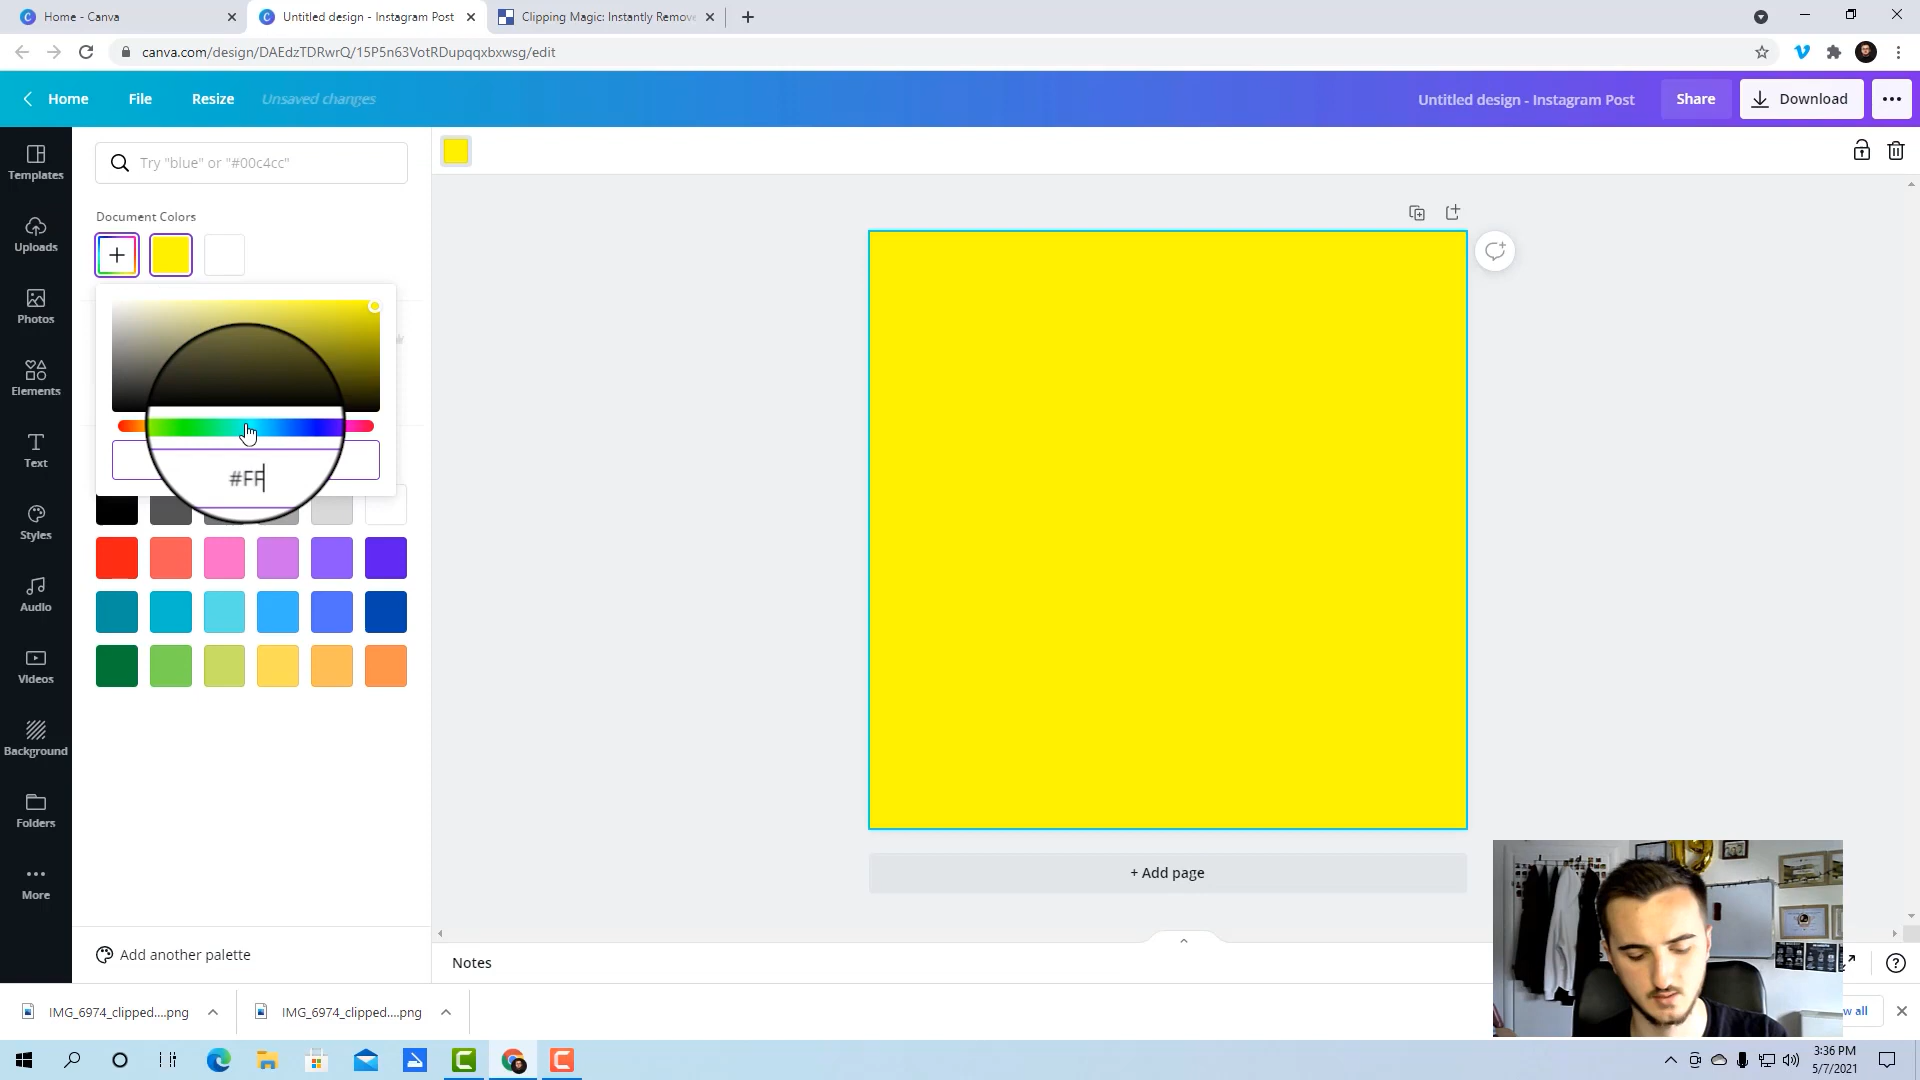 Home - Canva
Untitled design - Instagram Post
Clipping Magic: Instantly Remove
canva.com/design/DAEdzTDRwrQ/15P5n63VotRDupqqxbxwsg/edit
Home
File
Resize
Unsaved changes
Untitled design - Instagram Post
Share
Download
Templates
Uploads
Photos
Elements
Text
Styles
Audio
Videos
Background
Folders
More
Try "blue" or "#00c4cc"
Document Colors
#FF
Add another palette
+ Add page
Notes
IMG_6974_clipped....png
IMG_6974_clipped....png
w all
3:36 PM
5/7/2021